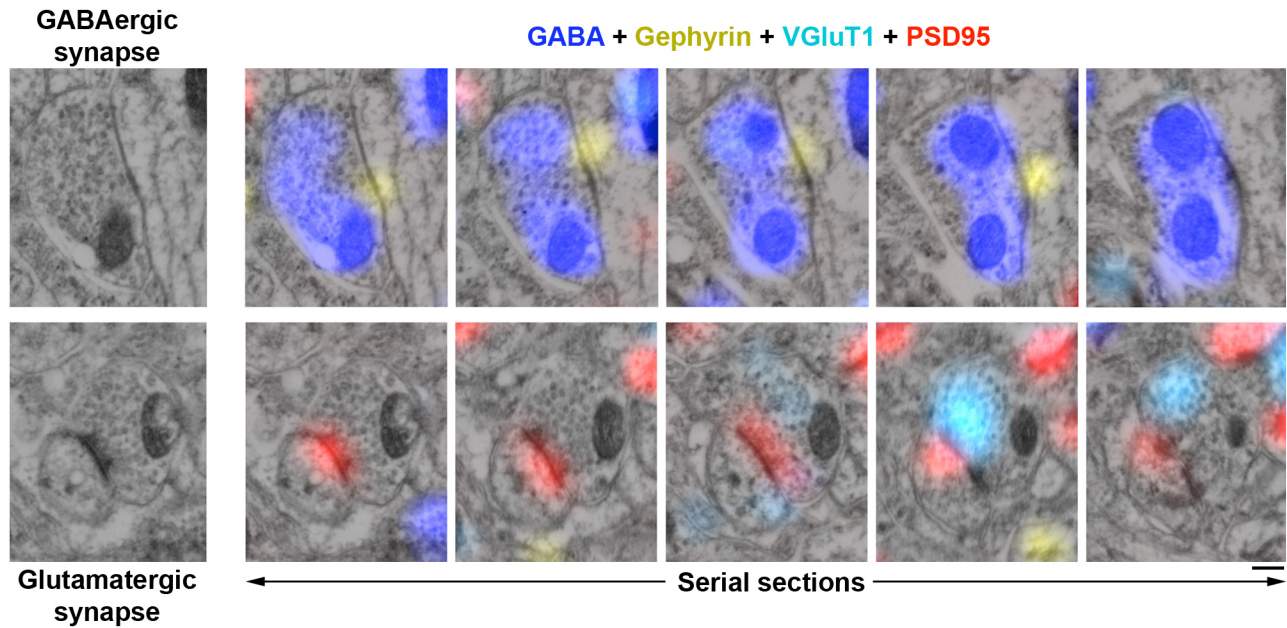 GABAergic
synapse
GABA + Gephyrin + VGluT1 + PSD95
Glutamatergic
synapse
Serial sections